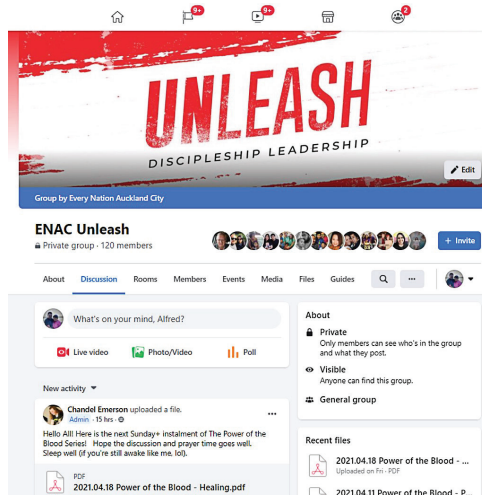 9+
9+
2
UNLEASH
DISCIPLESHIP LEADERSHIP
Edit
Group by Every Nation Auckland City
ENAC Unleash
Private group · 120 members
+ Invite
About Discussion Rooms Members Events Media Files Guides
What's on your mind, Alfred?
Live video Photo/Video Poll
New activity
Chandel Emerson uploaded a file.
Admin · 15 hrs ·
Hello All! Here is the next Sunday+ instalment of The Power of the
Blood Series! Hope the discussion and prayer time goes well.
Sleep well (if you're still awake like me, lol).
PDF
2021.04.18 Power of the Blood - Healing.pdf
About
Private
Only members can see who's in the group
and what they post.
Visible
Anyone can find this group.
General group
Recent files
2021.04.18 Power of the Blood - ...
Uploaded on Fri · PDF
2021.04.11 Power of the Blood - P...